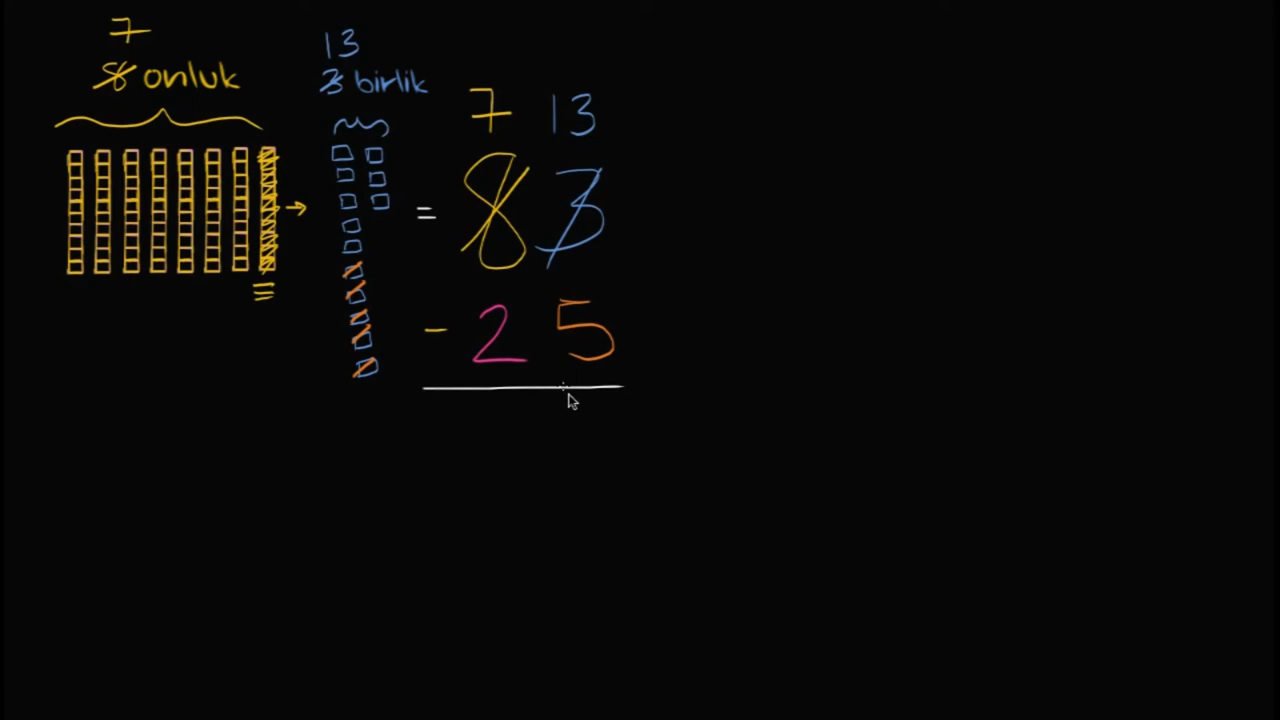 7
8 onluk
13
3 birlik
7 13
= 83
- 25